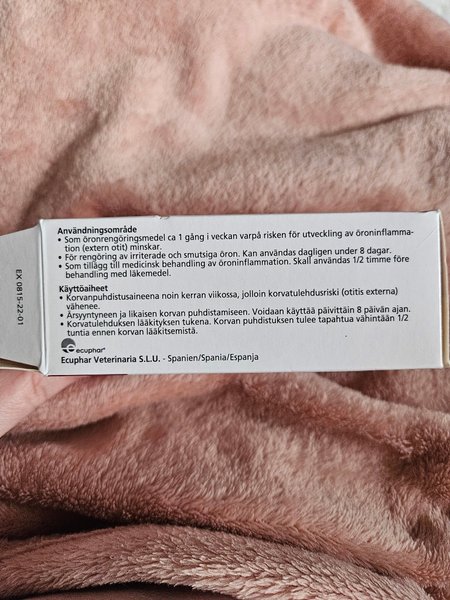 Användningsområde
• Som öronrengöringsmedel ca 1 gång i veckan varpå risken för utveckling av öroninflamma-
tion (extern otit) minskar.
• För rengöring av irriterade och smutsiga öron. Kan användas dagligen under 8 dagar.
• Som tillägg till medicinsk behandling av öroninflammation. Skall användas 1/2 timme före
behandling med läkemedel.
Käyttöaiheet
• Korvanpuhdistusaineena noin kerran viikossa, jolloin korvatulehdusriski (otitis externa)
vähenee.
• Ärsyyntyneen ja likaisen korvan puhdistamiseen. Voidaan käyttää päivittäin 8 päivän ajan.
• Korvatulehduksen lääkityksen tukena. Korvan puhdistuksen tulee tapahtua vähintään 1/2
tuntia ennen korvan lääkitsemistä.
ecuphar
Ecuphar Veterinaria S.L.U. - Spanien/Spania/Espanja
EX 0815-22-01